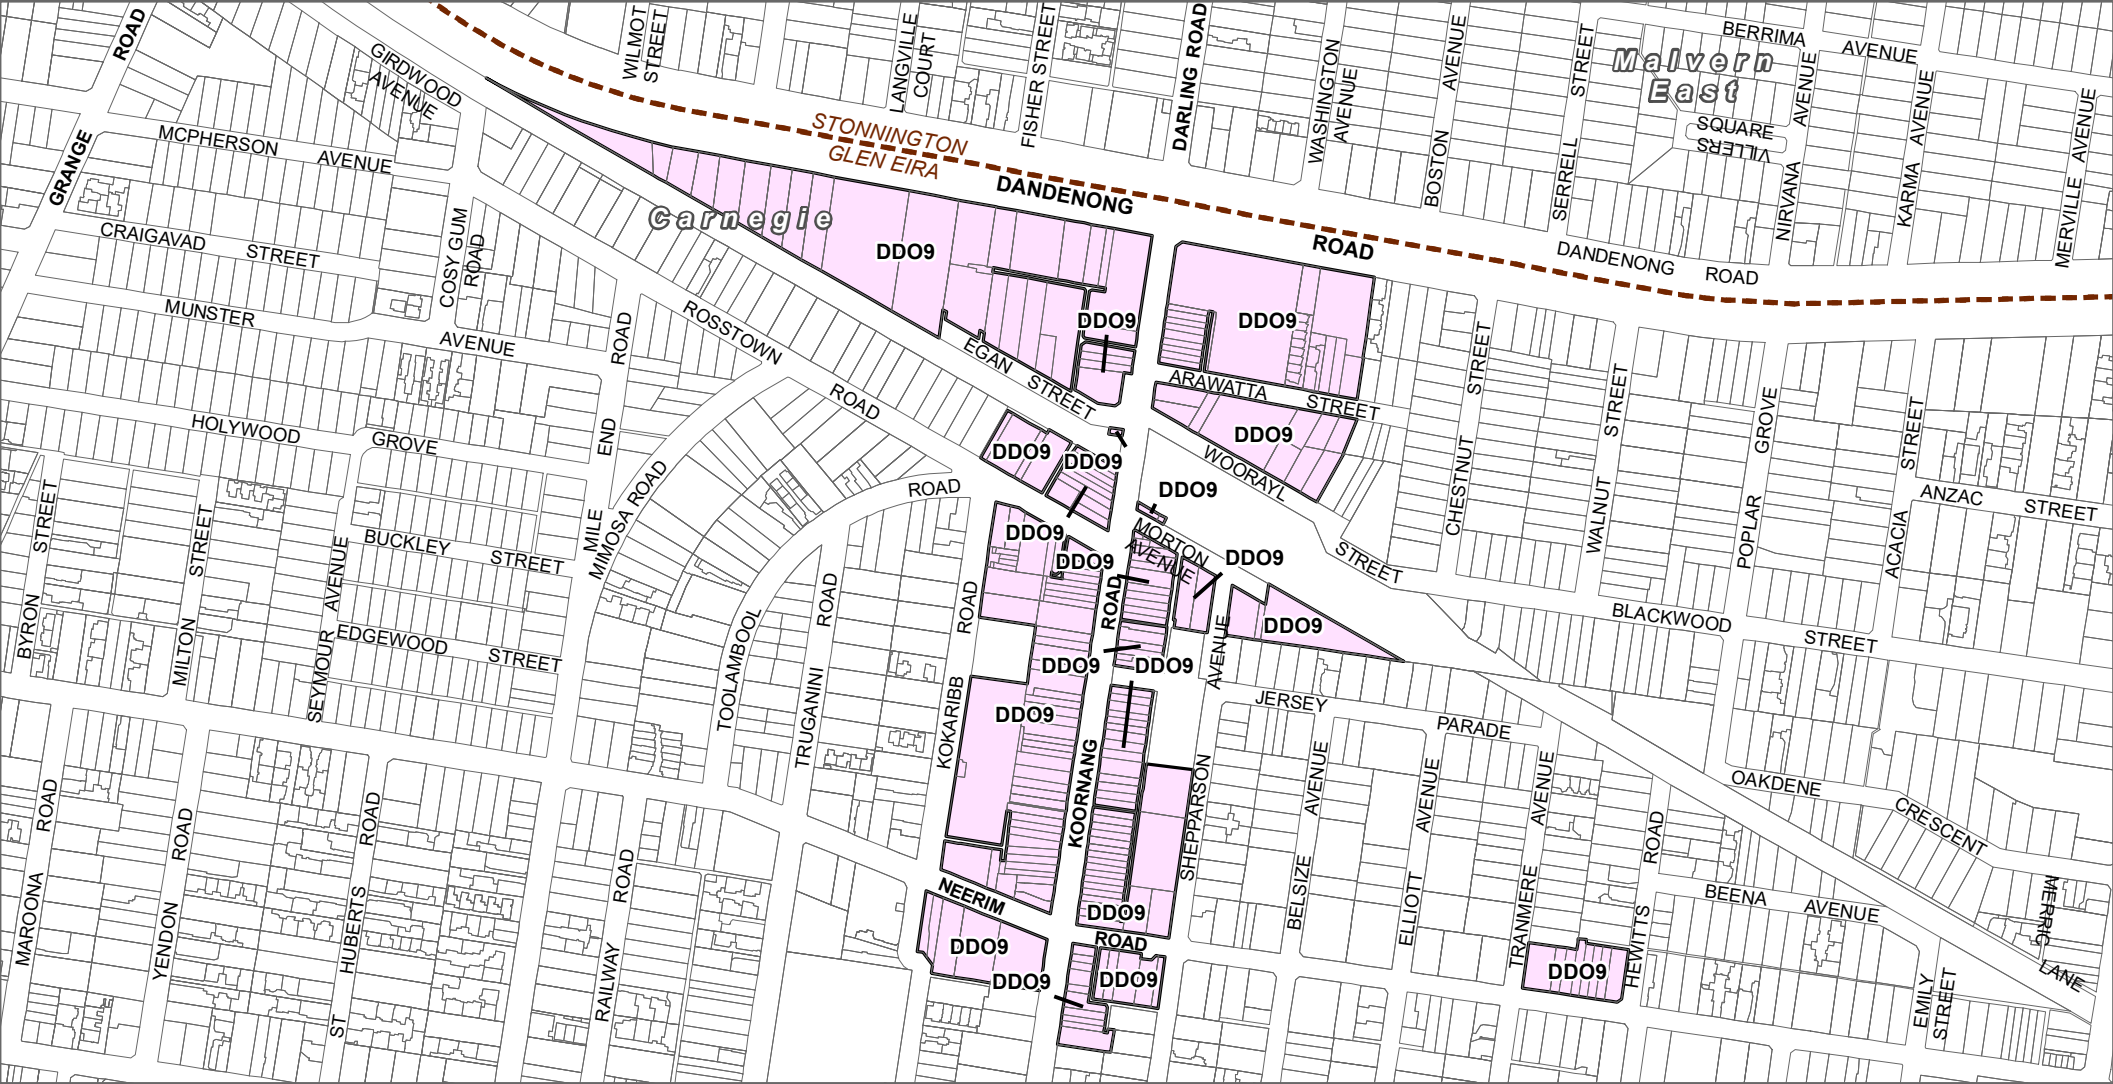 ROAD
GIRDWOOD
AVENUE
WILMOT
STREET
LANGVILLE
COURT
FISHER STREET
DARLING ROAD
WASHINGTON
AVENUE
BOSTON
AVENUE
SERRELL
STREET
Malvern
East
BERRIMA
AVENUE
SQUARE
VILLERS
NIRVANA
AVENUE
KARMA
AVENUE
MERVILLE
AVENUE
GRANGE
MCPHERSON
AVENUE
STONNINGTON
GLEN EIRA
DANDENONG
ROAD
DANDENONG
ROAD
Carnegie
CRAIGAVAD
STREET
COSY GUM
ROAD
DDO9
DDO9
DDO9
MUNSTER
AVENUE
ROSSTOWN
ROAD
ROAD
END
MILE
EGAN
STREET
ARAWATTA
STREET
DDO9
WOORAYL
STREET
CHESTNUT
STREET
WALNUT
STREET
POPLAR
GROVE
ACACIA
STREET
ANZAC
STREET
HOLYWOOD
GROVE
MIMOSA ROAD
ROAD
DDO9
DDO9
DDO9
DDO9
DDO9
DDO9
DDO9
MORTON
AVENUE
BYRON
STREET
MILTON
STREET
SEYMOUR
AVENUE
BUCKLEY
STREET
EDGEWOOD
STREET
TOOLAMBOOL
TRUGANINI
ROAD
KOKARIBB
ROAD
ROAD
KOORNANG
DDO9
DDO9
DDO9
AVENUE
SHEPPARSON
BLACKWOOD
STREET
JERSEY
PARADE
BELSIZE
AVENUE
ELLIOTT
AVENUE
TRANMERE
AVENUE
HEWITTS
ROAD
OAKDENE
CRESCENT
BEENA
AVENUE
MERRIC
LANE
EMILY
STREET
MAROONA
ROAD
YENDON
ROAD
ST
HUBERTS
ROAD
RAILWAY
ROAD
NEERIM
ROAD
DDO9
DDO9
DDO9
DDO9
DDO9